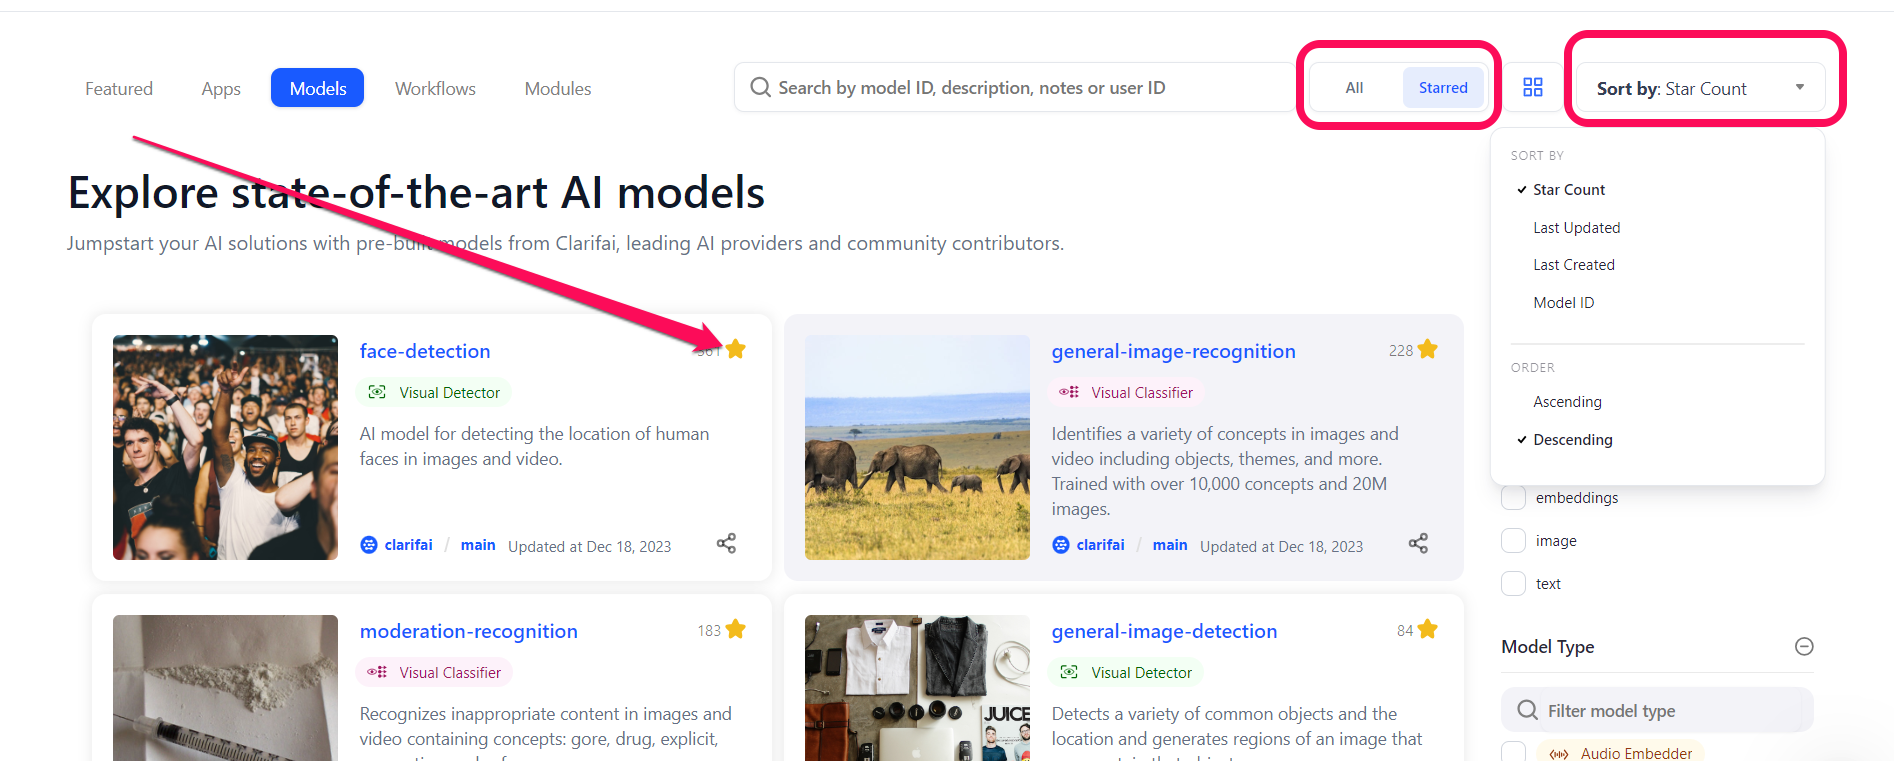 Featured
Apps
Models
Workflows
Modules
Search by model ID, description, notes or user ID
All
Starred
Sort by: Star Count
SORT BY
Star Count
Last Updated
Last Created
Model ID
ORDER
Ascending
Descending
Explore state-of-the-art AI models
Jumpstart your AI solutions with pre-built models from Clarifai, leading AI providers and community contributors.
face-detection
Visual Detector
AI model for detecting the location of human
faces in images and video.
clarifai / main Updated at Dec 18, 2023
general-image-recognition
228
Visual Classifier
Identifies a variety of concepts in images and
video including objects, themes, and more.
Trained with over 10,000 concepts and 20M
images.
clarifai / main Updated at Dec 18, 2023
moderation-recognition
183
Visual Classifier
Recognizes inappropriate content in images and
video containing concepts: gore, drug, explicit,
general-image-detection
84
Visual Detector
Detects a variety of common objects and the
location and generates regions of an image that
JUICE
embeddings
image
text
Model Type
Filter model type
Audio Embedder